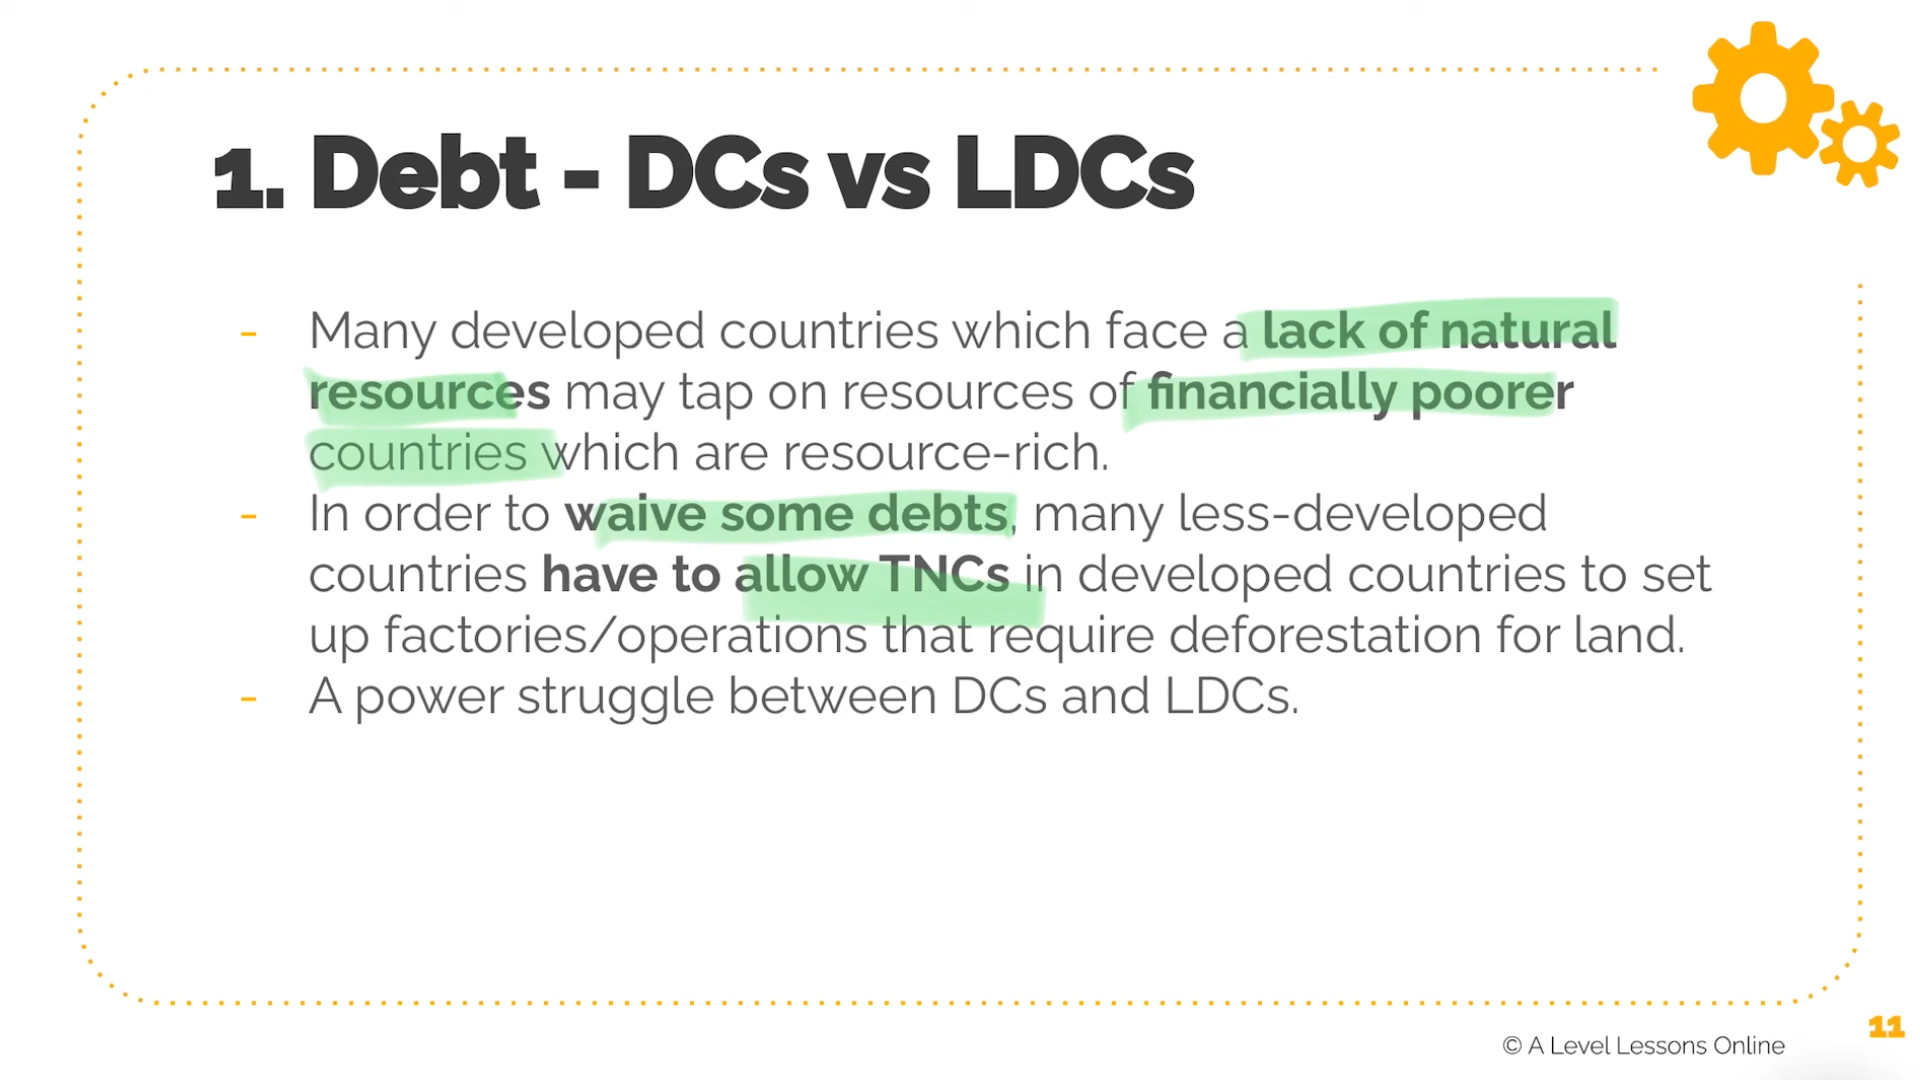 1. Debt - DCs vs LDCs
- Many developed countries which face a lack of natural
resources may tap on resources of financially poorer
countries which are resource-rich.
- In order to waive some debts, many less-developed
countries have to allow TNCs in developed countries to set
up factories/operations that require deforestation for land.
- A power struggle between DCs and LDCs.
11
© A Level Lessons Online